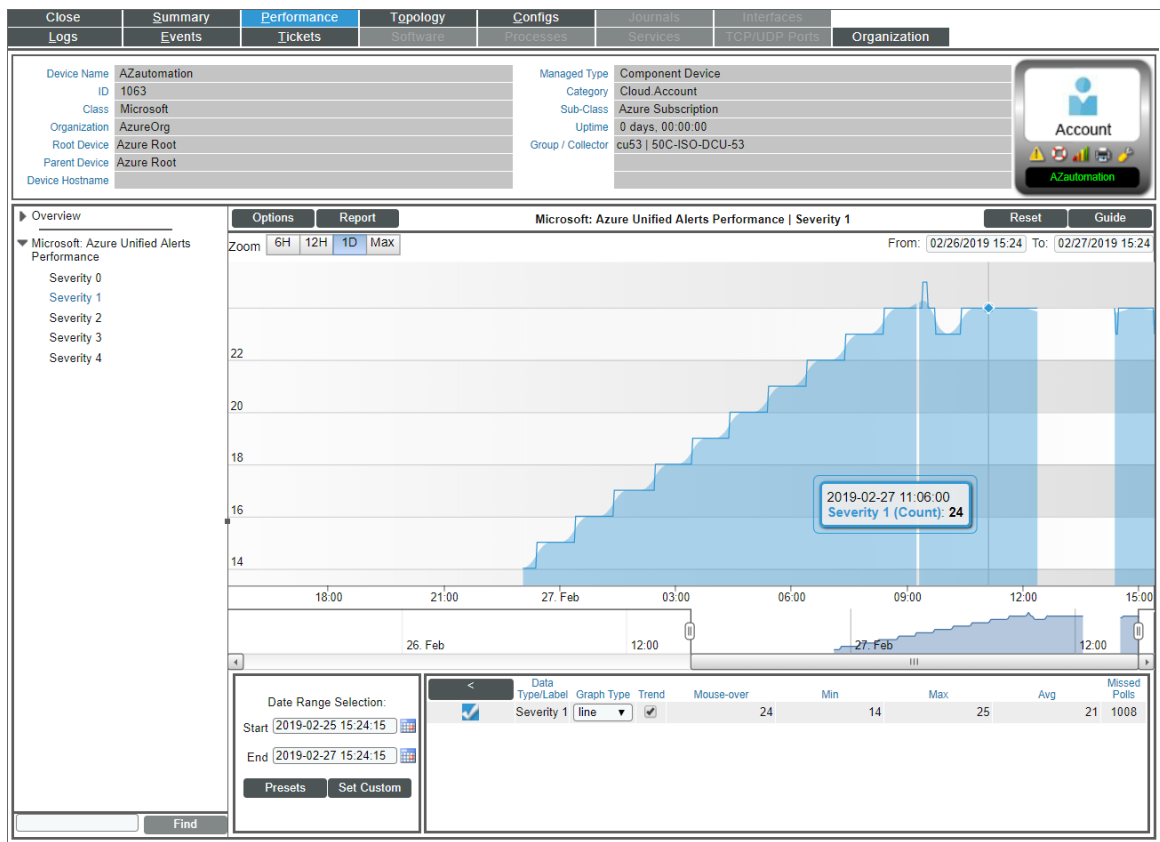 Close Summary Performance Topology Configs Journals Interfaces
Logs Events Tickets Software Processes Services TCP/UDP Ports Organization
Device Name AZautomation Managed Type Component Device
ID 1063 Category Cloud.Account
Class Microsoft Sub-Class Azure Subscription
Organization AzureOrg Uptime 0 days, 00:00:00
Root Device Azure Root Group / Collector cu53 | 50C-ISO-DCU-53
Parent Device Azure Root
Device Hostname
Account
AZautomation
Overview
Microsoft: Azure Unified Alerts
Performance
Severity 0
Severity 1
Severity 2
Severity 3
Severity 4
Find
Options Report Microsoft: Azure Unified Alerts Performance | Severity 1 Reset Guide
Zoom 6H 12H 1D Max From: 02/26/2019 15:24 To: 02/27/2019 15:24
22
20
18
16
14
2019-02-27 11:06:00
Severity 1 (Count): 24
18:00 21:00 27. Feb 03:00 06:00 09:00 12:00 15:00
26. Feb 12:00 27. Feb 12:00
Date Range Selection:
Start 2019-02-25 15:24:15
End 2019-02-27 15:24:15
Presets Set Custom
< Data Type/Label Graph Type Trend Mouse-over Min Max Avg Missed Polls
Severity 1 line 24 14 25 21 1008